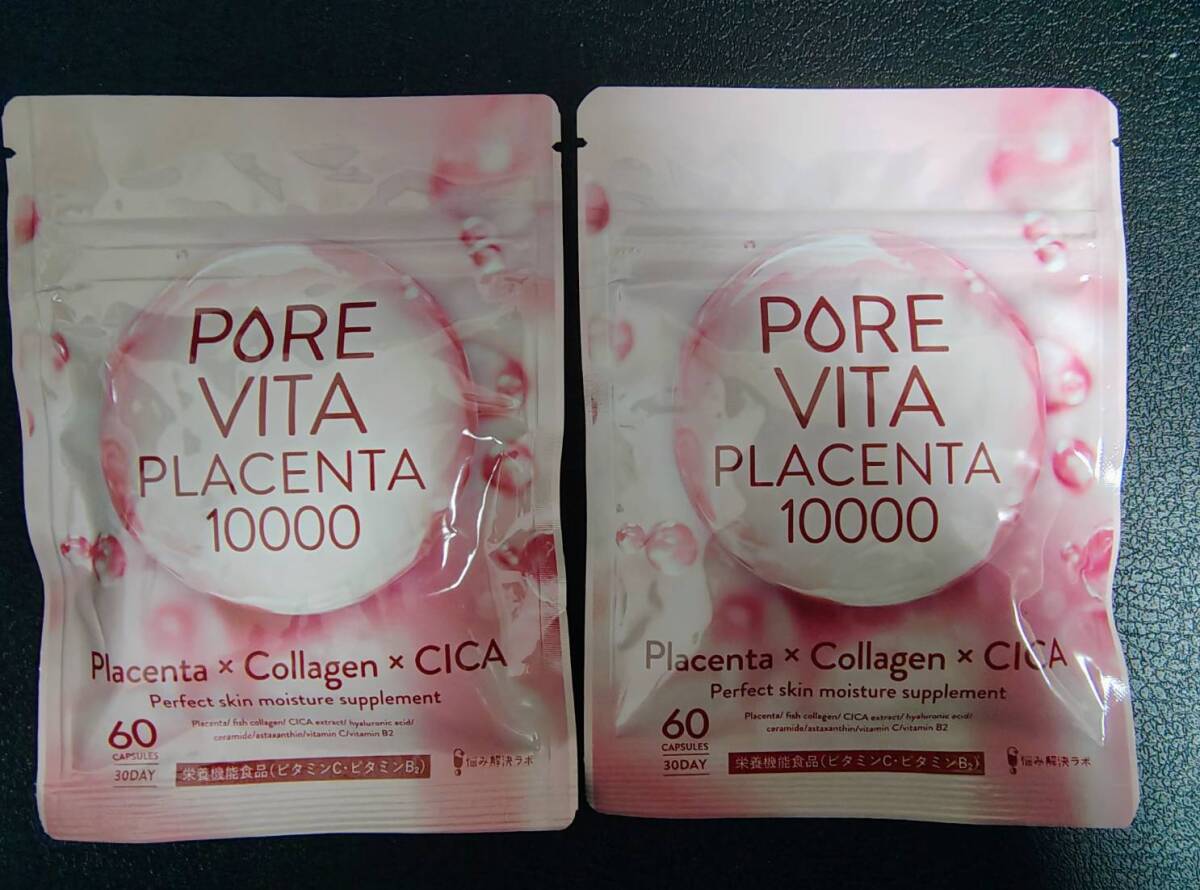 PORE
VITA
PLACENTA
10000
Placenta × Collagen × CICA
Perfect skin moisture supplement
Placenta/ fish collagen/ CICA extract/ hyaluronic acid/
ceramide/astaxanthin/vitamin C/vitamin B2
60
CAPSULES
30DAY
栄養機能食品(ビタミンC・ビタミンB₂)
悩み解決ラボ
PORE
VITA
PLACENTA
10000
Placenta × Collagen × CICA
Perfect skin moisture supplement
Placenta/ fish collagen/ CICA extract/ hyaluronic acid/
ceramide/astaxanthin/vitamin C/vitamin B2
60
CAPSULES
30DAY
栄養機能食品(ビタミンC・ビタミンB₂)
悩み解決ラボ